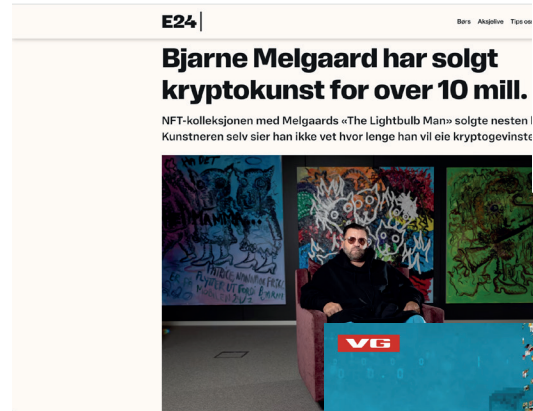 E24
Børs Aksjelive Tips oss
Bjarne Melgaard har solgt
kryptokunst for over 10 mill.
NFT-kolleksjonen med Melgaards «The Lightbulb Man» solgte nesten
Kunstneren selv sier han ikke vet hvor lenge han vil eie kryptogevinste
VG